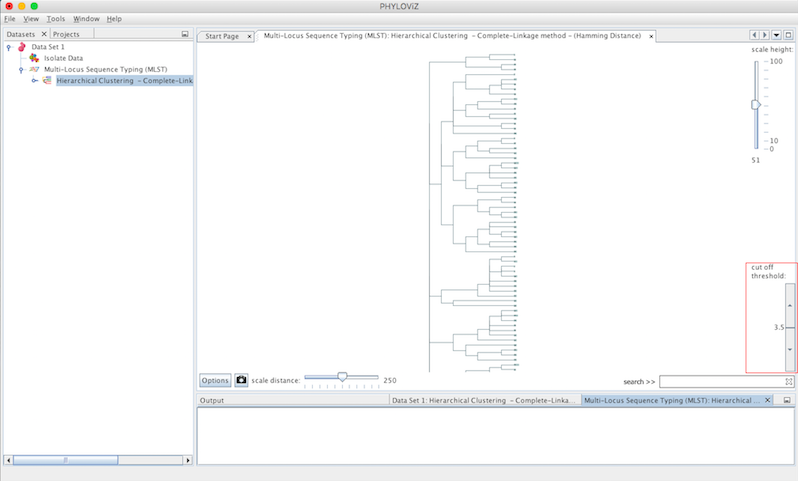 PHYLOViZ
File View Tools Window Help
Datasets Projects
Data Set 1
Isolate Data
Multi-Locus Sequence Typing (MLST)
Hierarchical Clustering - Complete-Link
Start Page
Multi-Locus Sequence Typing (MLST): Hierarchical Clustering - Complete-Linkage method - (Hamming Distance)
scale height:
100
10
0
51
cut off
threshold:
3.5
Options
scale distance:
250
search >>
Output
Data Set 1: Hierarchical Clustering - Complete-Linka...
Multi-Locus Sequence Typing (MLST): Hierarchical ...